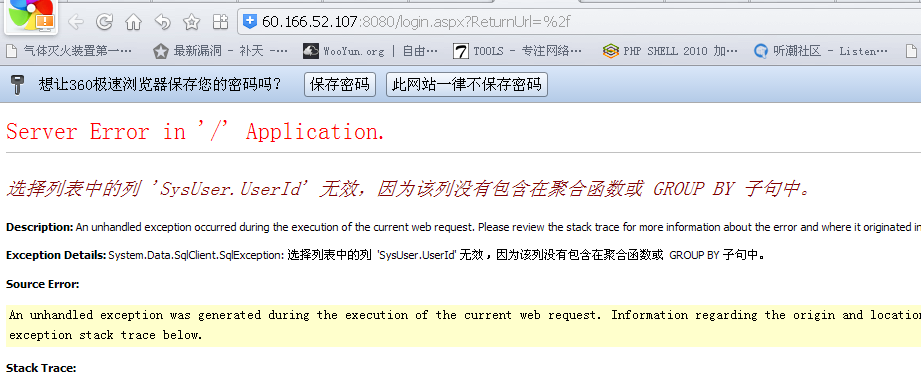 60.166.52.107:8080/login.aspx?ReturnUrl=%2f
气体灭火装置第一… 最新漏洞 - 补天 -… WooYun.org | 自由… TOOLS - 专注网络… PHP SHELL 2010 加… 听潮社区 - Listen…
想让360极速浏览器保存您的密码吗? 保存密码 此网站一律不保存密码
Server Error in '/' Application.
选择列表中的列 'SysUser.UserId' 无效，因为该列没有包含在聚合函数或 GROUP BY 子句中。
Description: An unhandled exception occurred during the execution of the current web request. Please review the stack trace for more information about the error and where it originated in
Exception Details: System.Data.SqlClient.SqlException: 选择列表中的列 'SysUser.UserId' 无效，因为该列没有包含在聚合函数或 GROUP BY 子句中。
Source Error:
An unhandled exception was generated during the execution of the current web request. Information regarding the origin and location
exception stack trace below.
Stack Trace: